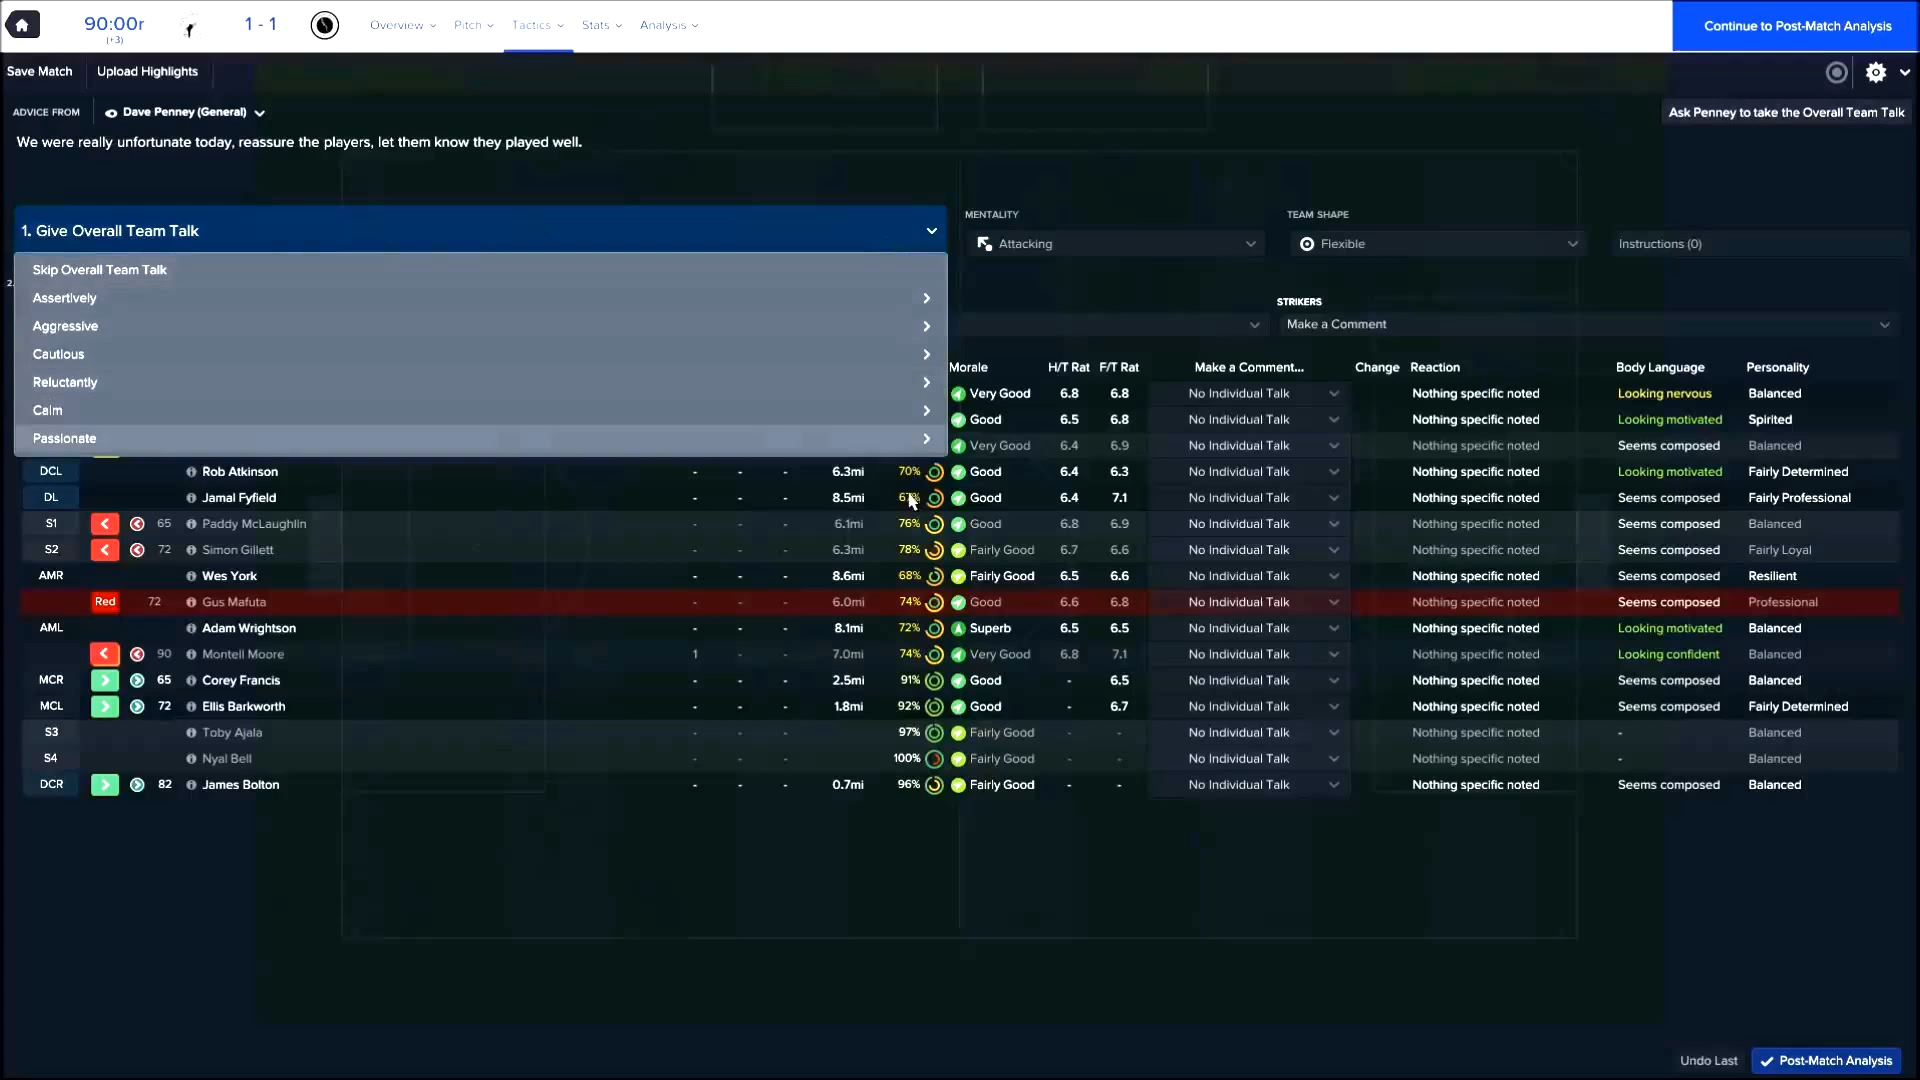 90:00r 1 - 1 Overview Pitch Tactics Stats Analysis Continue to Post-Match Analysis
(+3)
Save Match Upload Highlights
ADVICE FROM Dave Penney (General) Ask Penney to take the Overall Team Talk
We were really unfortunate today, reassure the players, let them know they played well.
MENTALITY TEAM SHAPE
1. Give Overall Team Talk
Attacking Flexible Instructions (0)
Skip Overall Team Talk
2.
Assertively
STRIKERS
Aggressive Make a Comment
Cautious
Morale H/T Rat F/T Rat Make a Comment... Change Reaction Body Language Personality
Reluctantly
Very Good 6.8 6.8 No Individual Talk Nothing specific noted Looking nervous Balanced
Calm
Good 6.5 6.8 No Individual Talk Nothing specific noted Looking motivated Spirited
Passionate
Very Good 6.4 6.9 No Individual Talk Nothing specific noted Seems composed Balanced
DCL Rob Atkinson - - - 6.3mi 70% Good 6.4 6.3 No Individual Talk Nothing specific noted Looking motivated Fairly Determined
DL Jamal Fyfield - - - 8.5mi Good 6.4 7.1 No Individual Talk Nothing specific noted Seems composed Fairly Professional
S1 65 Paddy McLaughlin - - - 6.1mi 76% Good 6.8 6.9 No Individual Talk Nothing specific noted Seems composed Balanced
S2 72 Simon Gillett - - - 6.3mi 78% Fairly Good 6.7 6.6 No Individual Talk Nothing specific noted Seems composed Fairly Loyal
AMR Wes York - - - 8.6mi 68% Fairly Good 6.5 6.6 No Individual Talk Nothing specific noted Seems composed Resilient
Red 72 Gus Mafuta - - - 6.0mi 74% Good 6.6 6.8 No Individual Talk Nothing specific noted Seems composed Professional
AML Adam Wrightson - - - 8.1mi 72% Superb 6.5 6.5 No Individual Talk Nothing specific noted Looking motivated Balanced
90 Montell Moore 1 - - 7.0mi 74% Very Good 6.8 7.1 No Individual Talk Nothing specific noted Looking confident Balanced
MCR 65 Corey Francis - - - 2.5mi 91% Good - 6.5 No Individual Talk Nothing specific noted Seems composed Balanced
MCL 72 Ellis Barkworth - - - 1.8mi 92% Good - 6.7 No Individual Talk Nothing specific noted Seems composed Fairly Determined
S3 Toby Ajala - - - 97% Fairly Good - - No Individual Talk Nothing specific noted - Balanced
S4 Nyal Bell - - - 100% Fairly Good - - No Individual Talk Nothing specific noted - Balanced
DCR 82 James Bolton - - - 0.7mi 96% Fairly Good - - No Individual Talk Nothing specific noted Seems composed Balanced
Undo Last Post-Match Analysis